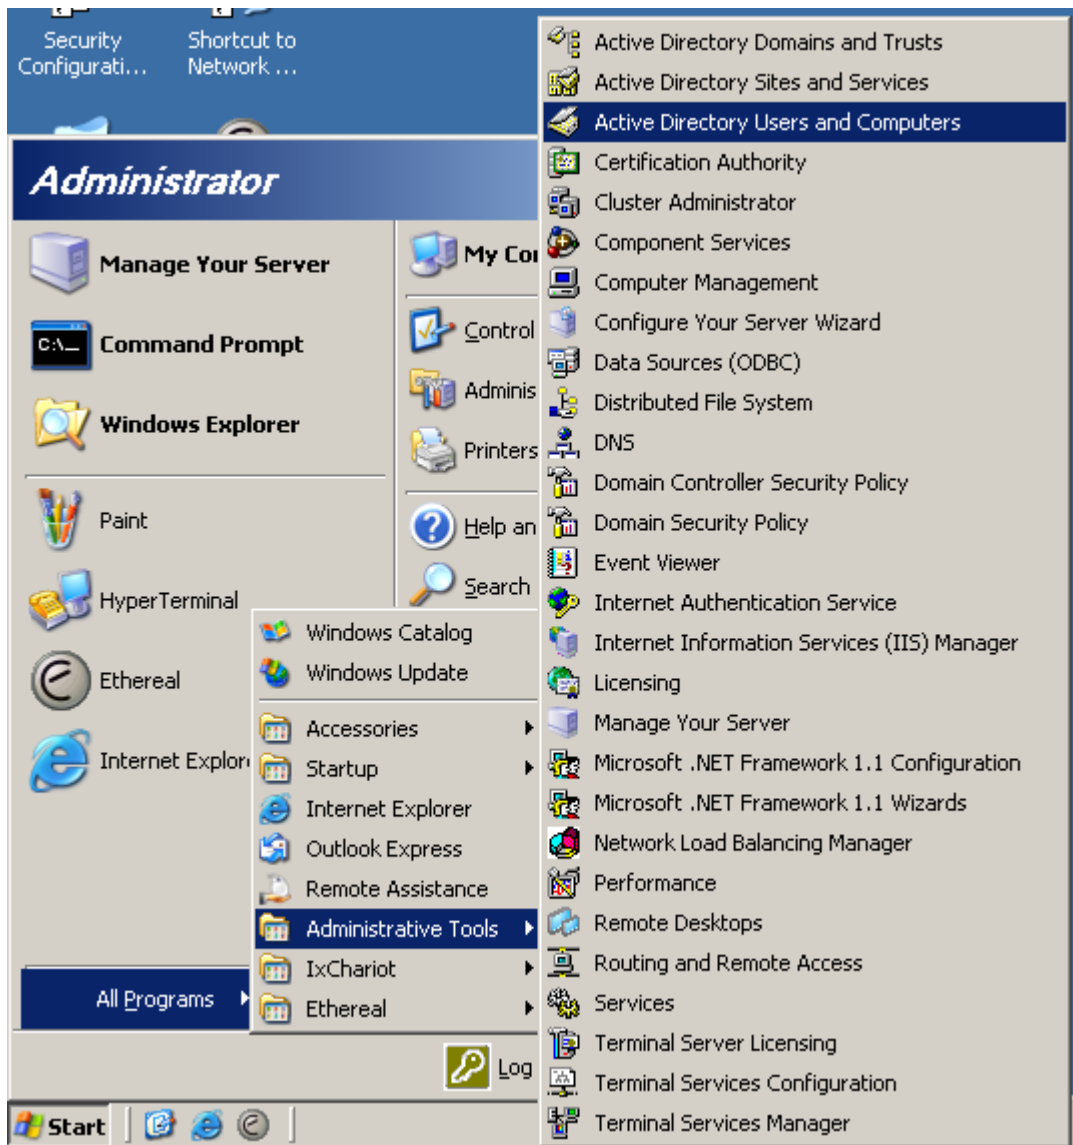 Security
Configurati...
Shortcut to
Network ...
Administrator
Manage Your Server
Command Prompt
Windows Explorer
Paint
HyperTerminal
Ethereal
Internet Explor
All Programs
My Co
Control
Adminis
Printers
Help an
Search
Log
Windows Catalog
Windows Update
Accessories
Startup
Internet Explorer
Outlook Express
Remote Assistance
Administrative Tools
IxChariot
Ethereal
Active Directory Domains and Trusts
Active Directory Sites and Services
Active Directory Users and Computers
Certification Authority
Cluster Administrator
Component Services
Computer Management
Configure Your Server Wizard
Data Sources (ODBC)
Distributed File System
DNS
Domain Controller Security Policy
Domain Security Policy
Event Viewer
Internet Authentication Service
Internet Information Services (IIS) Manager
Licensing
Manage Your Server
Microsoft .NET Framework 1.1 Configuration
Microsoft .NET Framework 1.1 Wizards
Network Load Balancing Manager
Performance
Remote Desktops
Routing and Remote Access
Services
Terminal Server Licensing
Terminal Services Configuration
Terminal Services Manager
Start